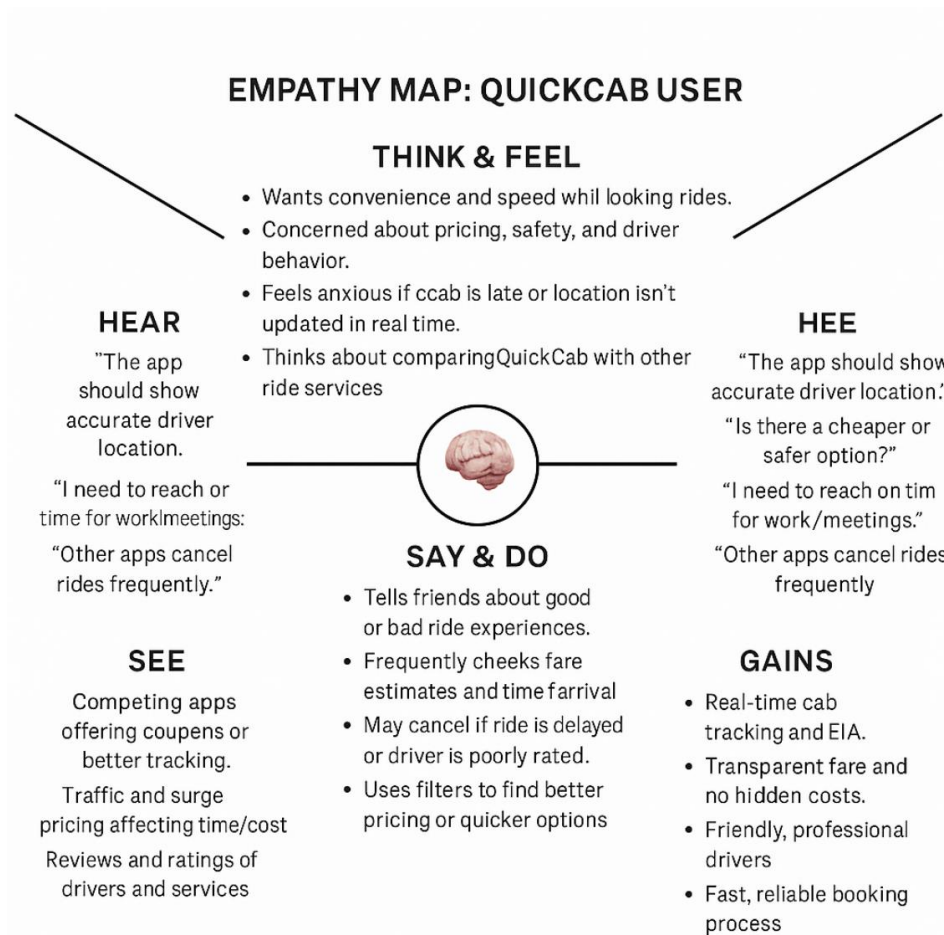 EMPATHY MAP: QUICKCAB USER
THINK & FEEL
• Wants convenience and speed whil looking rides.
• Concerned about pricing, safety, and driver
behavior.
• Feels anxious if ccab is late or location isn't
updated in real time.
• Thinks about comparingQuickCab with other
ride services
HEAR
"The app
should show
accurate driver
location.
"I need to reach or
time for work|meetings:
"Other apps cancel
rides frequently."
HEE
"The app should show
accurate driver location."
"Is there a cheaper or
safer option?"
"I need to reach on tim
for work/meetings."
"Other apps cancel rides
frequently
SAY & DO
• Tells friends about good
or bad ride experiences.
• Frequently cheeks fare
estimates and time farrival
• May cancel if ride is delayed
or driver is poorly rated.
• Uses filters to find better
pricing or quicker options
SEE
Competing apps
offering coupens or
better tracking.
Traffic and surge
pricing affecting time/cost
Reviews and ratings of
drivers and services
GAINS
• Real-time cab
tracking and EIA.
• Transparent fare and
no hidden costs.
• Friendly, professional
drivers
• Fast, reliable booking
process